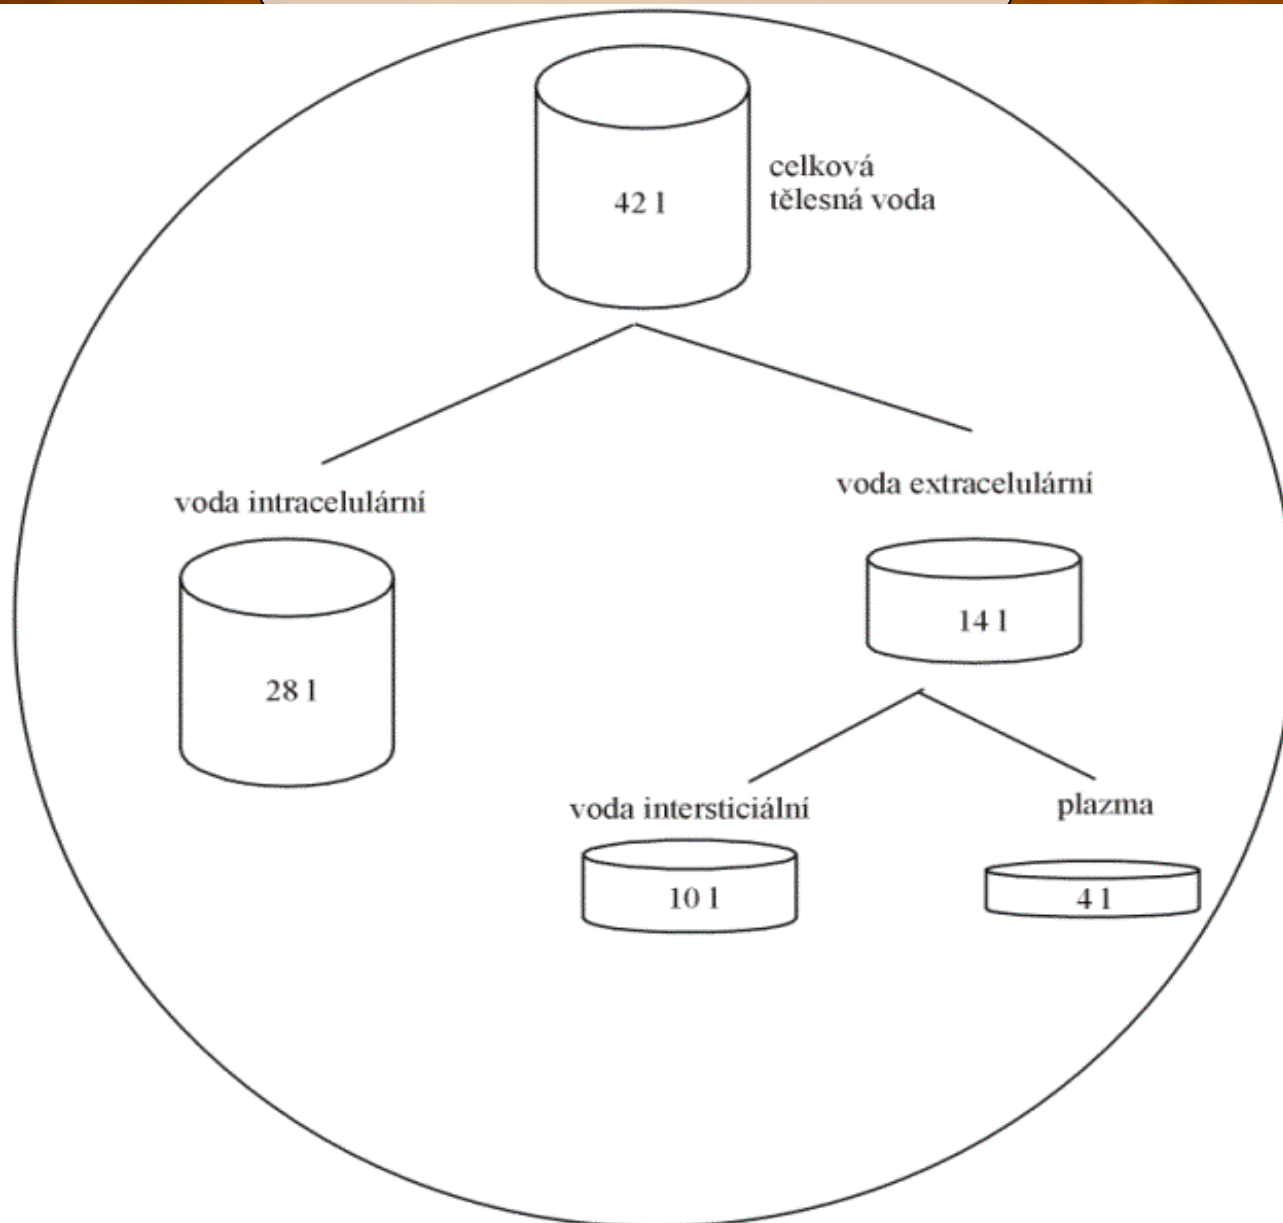 celková
tělesná voda
42 l
voda intracelulární
voda extracelulární
28 l
14 l
voda intersticiální
plazma
10 l
4 l